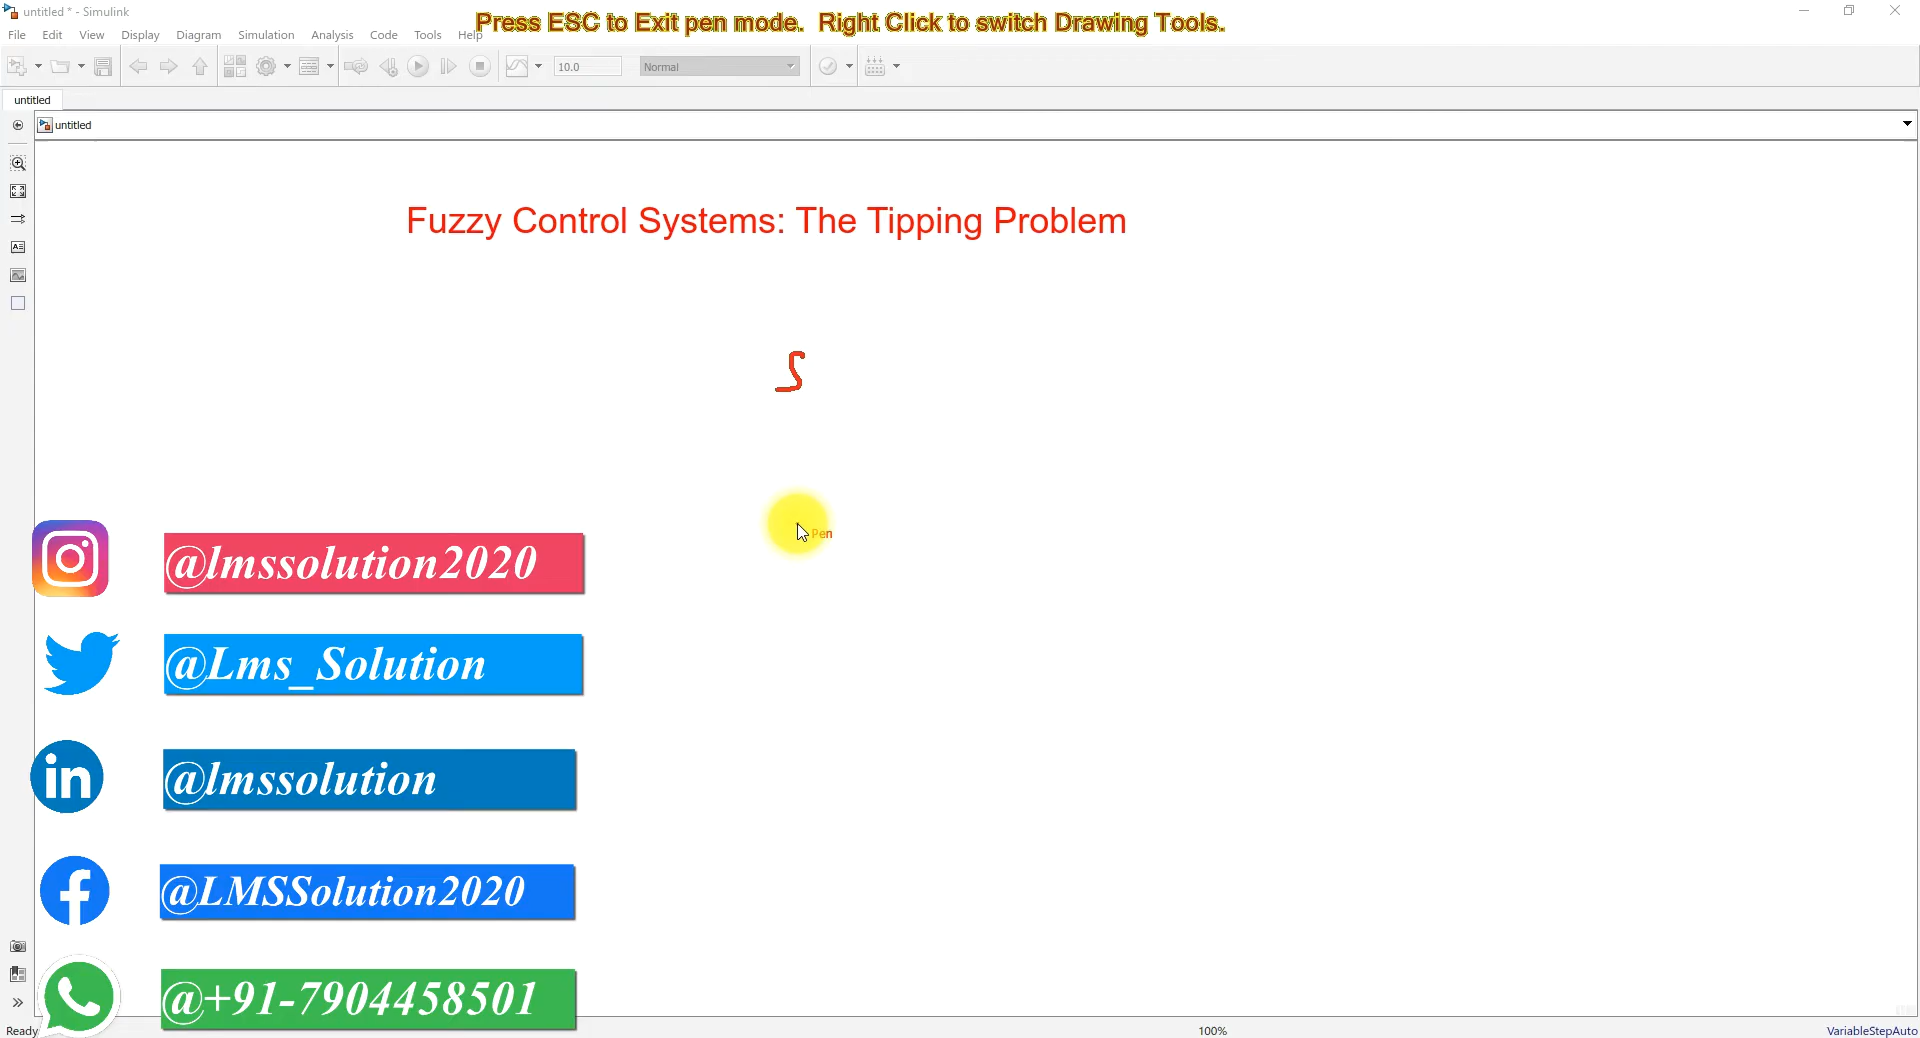 untitled * - Simulink
Press ESC to Exit pen mode. Right Click to switch Drawing Tools.
File Edit View Display Diagram Simulation Analysis Code Tools Help
10.0 Normal
untitled
untitled
Fuzzy Control Systems: The Tipping Problem
S
Pen
@lmssolution2020
@Lms_Solution
in @lmssolution
@LMSSolution2020
@+91-7904458501
Ready 100% VariableStepAuto